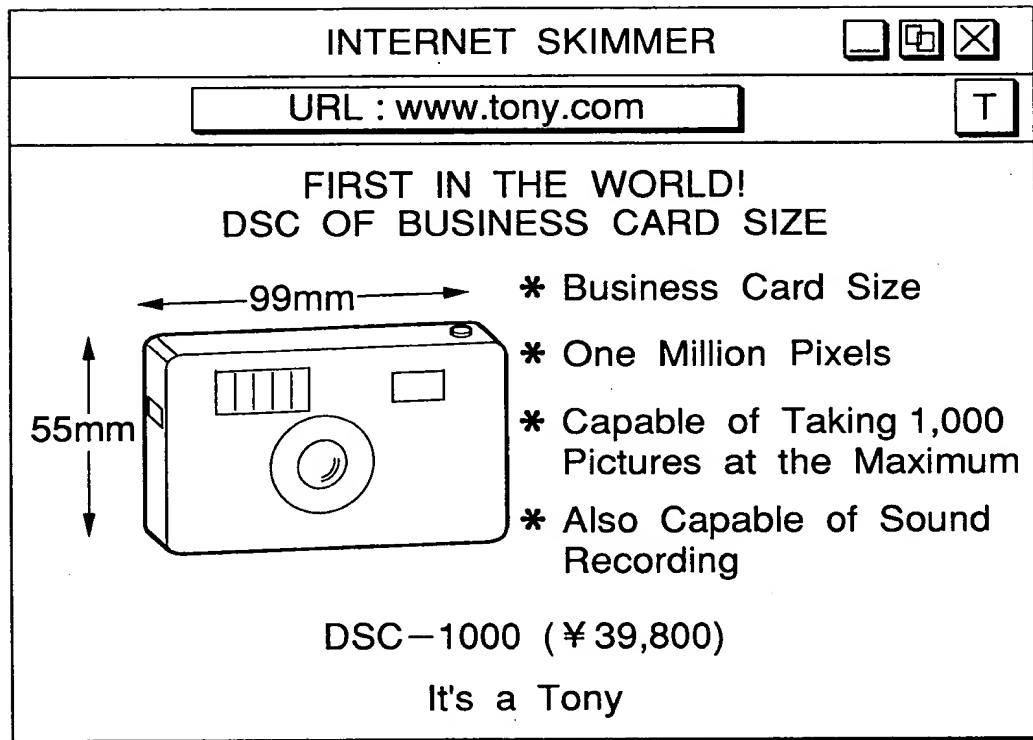 INTERNET SKIMMER
URL : www.tony.com
T
FIRST IN THE WORLD!
DSC OF BUSINESS CARD SIZE
99mm
55mm
* Business Card Size
* One Million Pixels
* Capable of Taking 1,000
Pictures at the Maximum
* Also Capable of Sound
Recording
DSC-1000 (¥39,800)
It's a Tony